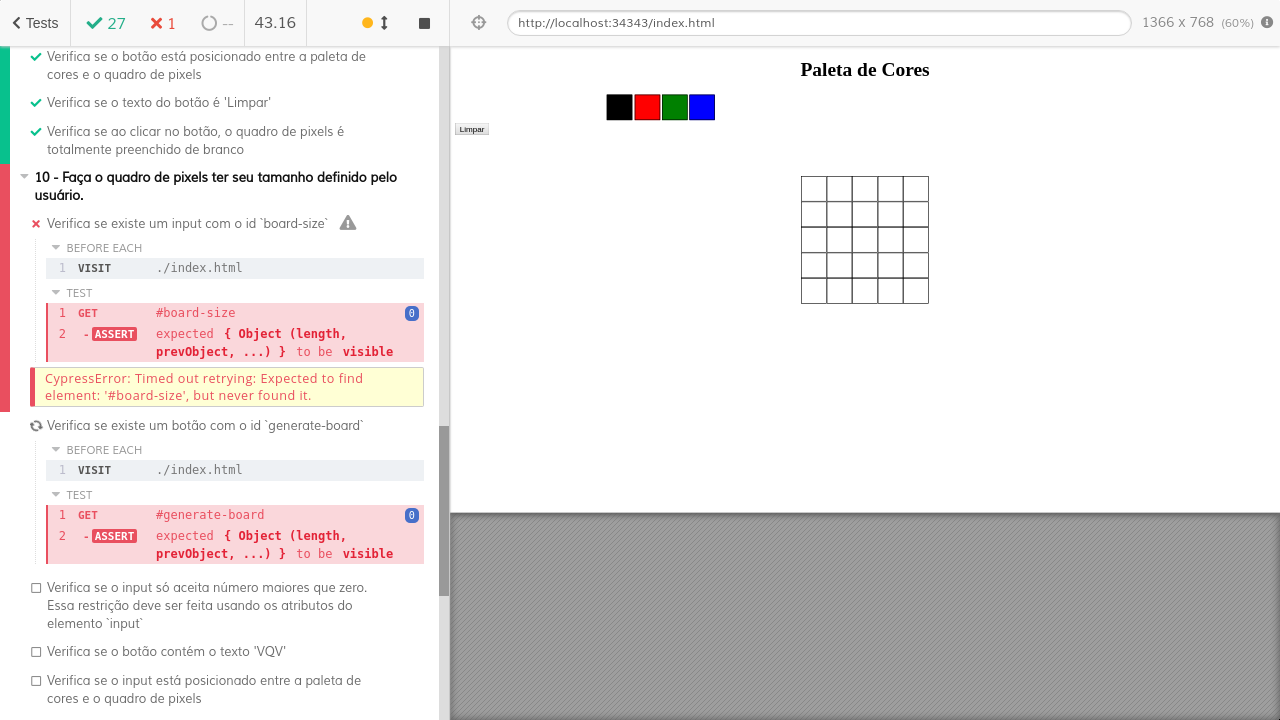 Tests
27
1
--
43.16
http://localhost:34343/index.html
1366 x 768 (60%)
Verifica se o botão está posicionado entre a paleta de
cores e o quadro de pixels
Verifica se o texto do botão é 'Limpar'
Verifica se ao clicar no botão, o quadro de pixels é
totalmente preenchido de branco
10 - Faça o quadro de pixels ter seu tamanho definido pelo
usuário.
Verifica se existe um input com o id `board-size`
BEFORE EACH
1 VISIT ./index.html
TEST
1 GET #board-size 0
2 - ASSERT expected { Object (length,
prevObject, ...) } to be visible
CypressError: Timed out retrying: Expected to find
element: '#board-size', but never found it.
Verifica se existe um botão com o id `generate-board`
BEFORE EACH
1 VISIT ./index.html
TEST
1 GET #generate-board 0
2 - ASSERT expected { Object (length,
prevObject, ...) } to be visible
Verifica se o input só aceita número maiores que zero.
Essa restrição deve ser feita usando os atributos do
elemento `input`
Verifica se o botão contém o texto 'VQV'
Verifica se o input está posicionado entre a paleta de
cores e o quadro de pixels
Paleta de Cores
Limpar